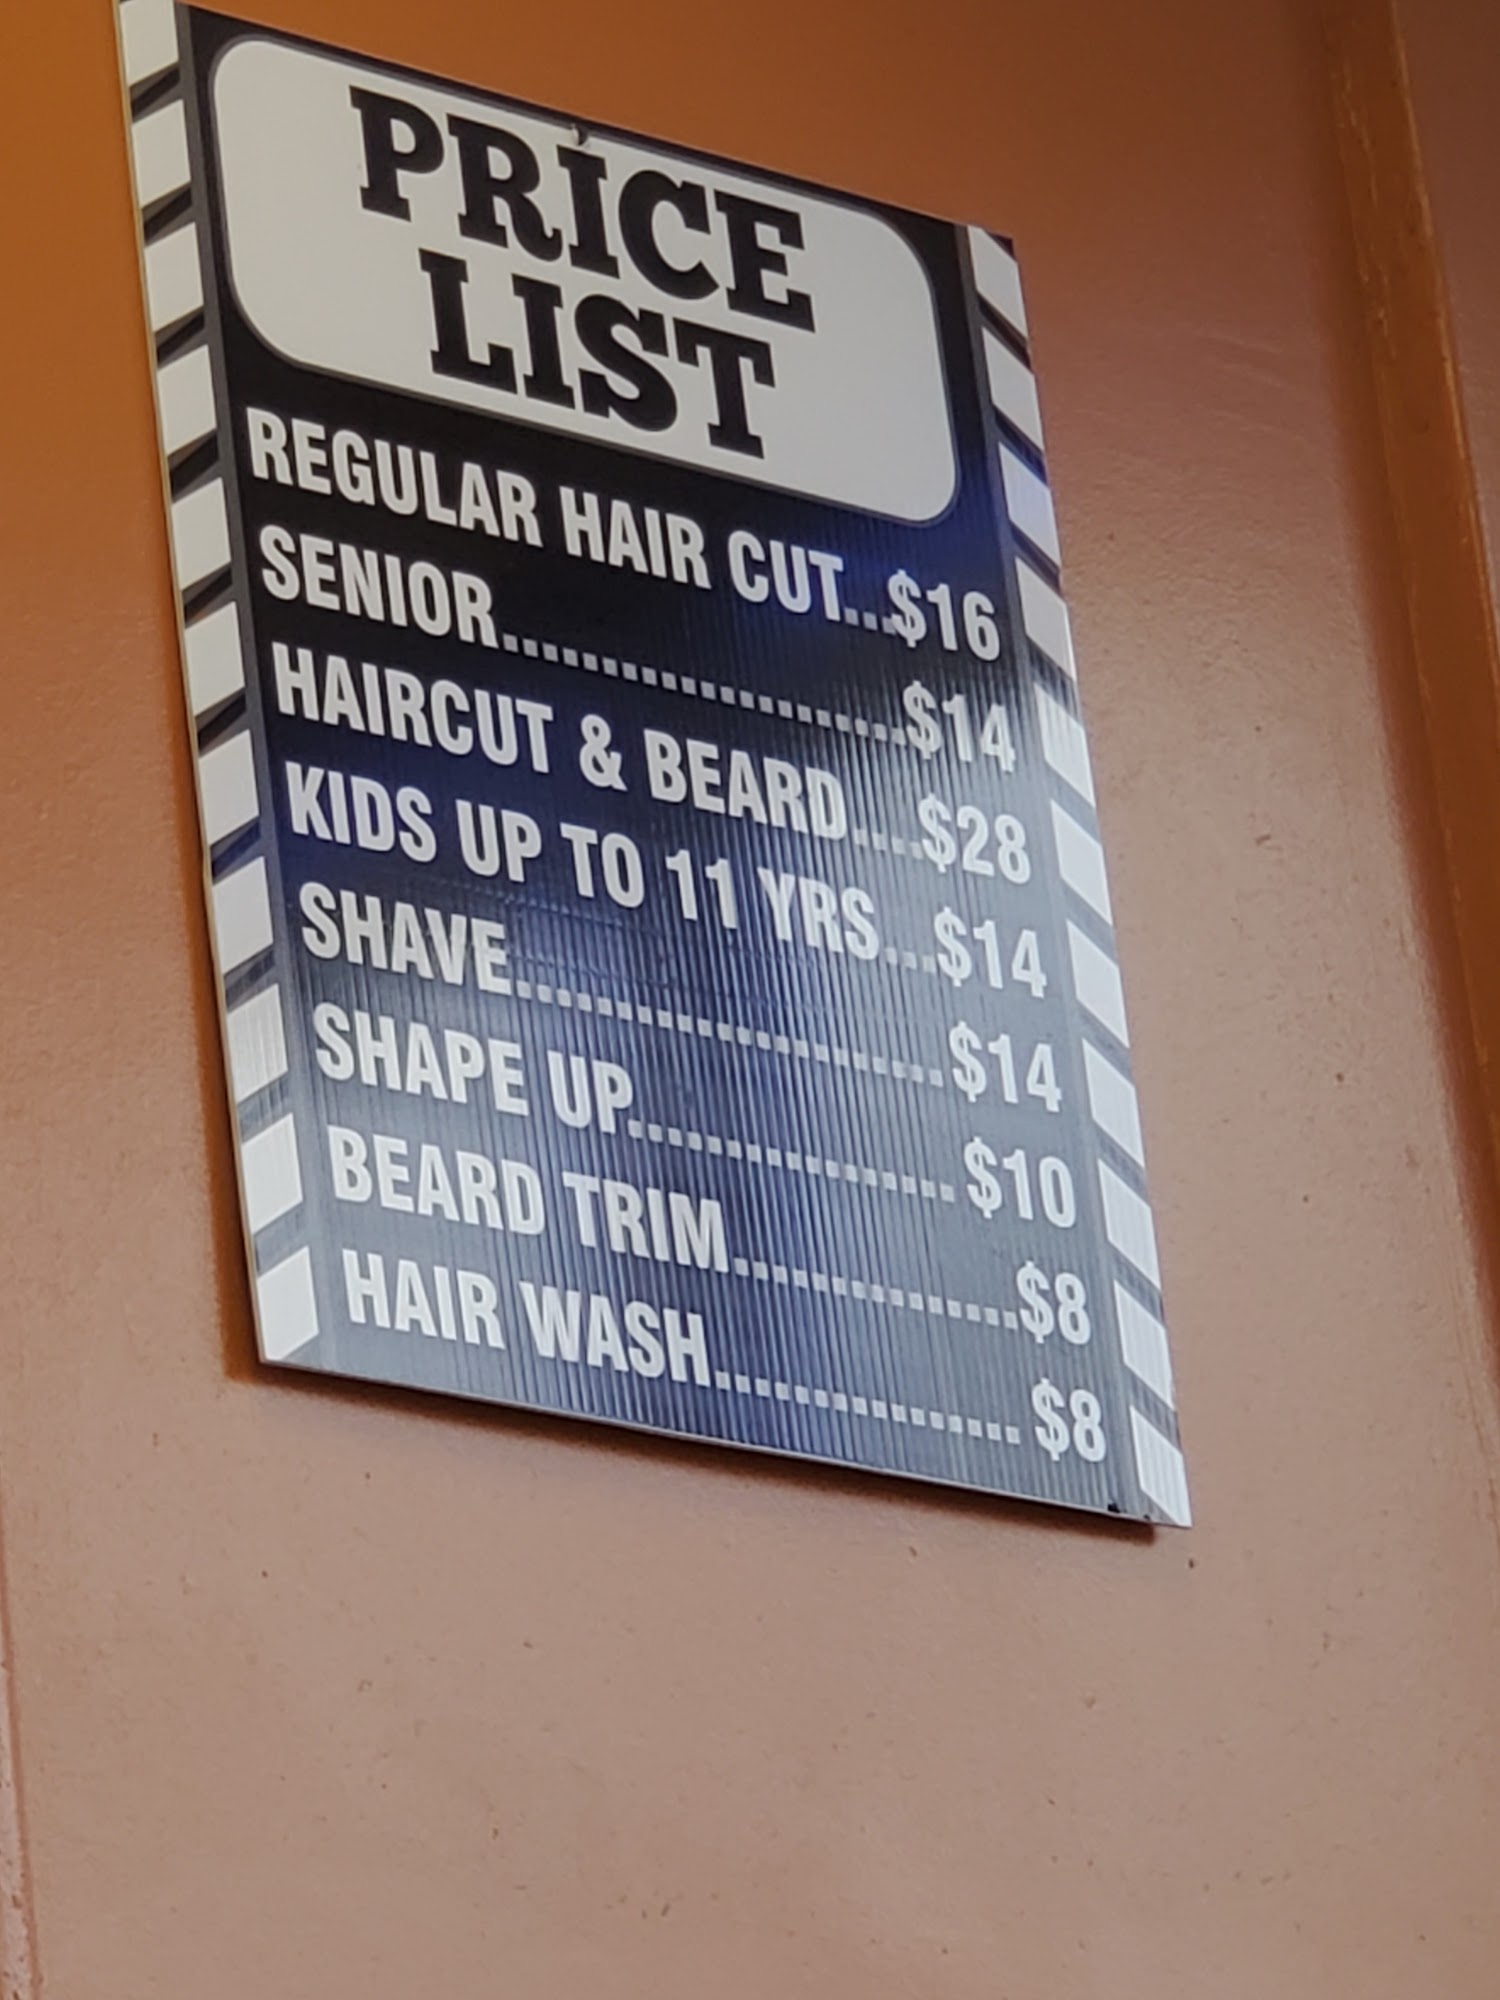 PRICE
LIST
REGULAR HAIR CUT...$16
SENIOR.....................$14
HAIRCUT & BEARD....$28
KIDS UP TO 11 YRS...$14
SHAVE......................$14
SHAPE UP.................$10
BEARD TRIM...............$8
HAIR WASH................$8